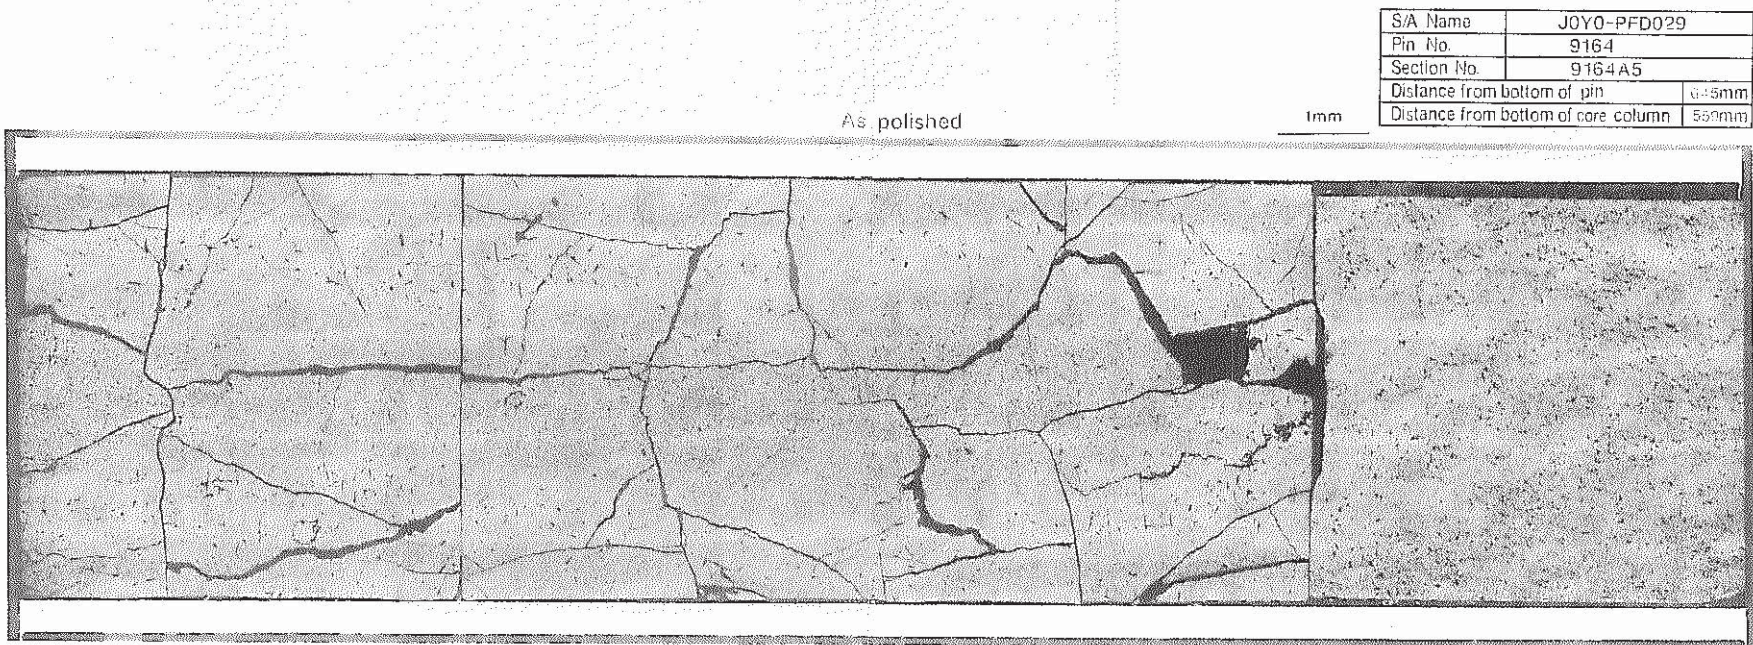 S/A Name J0Y0-PFD029
Pin No. 9164
Section No. 9164A5
Distance from bottom of pin
Distance from bottom of core column
As polished
1mm